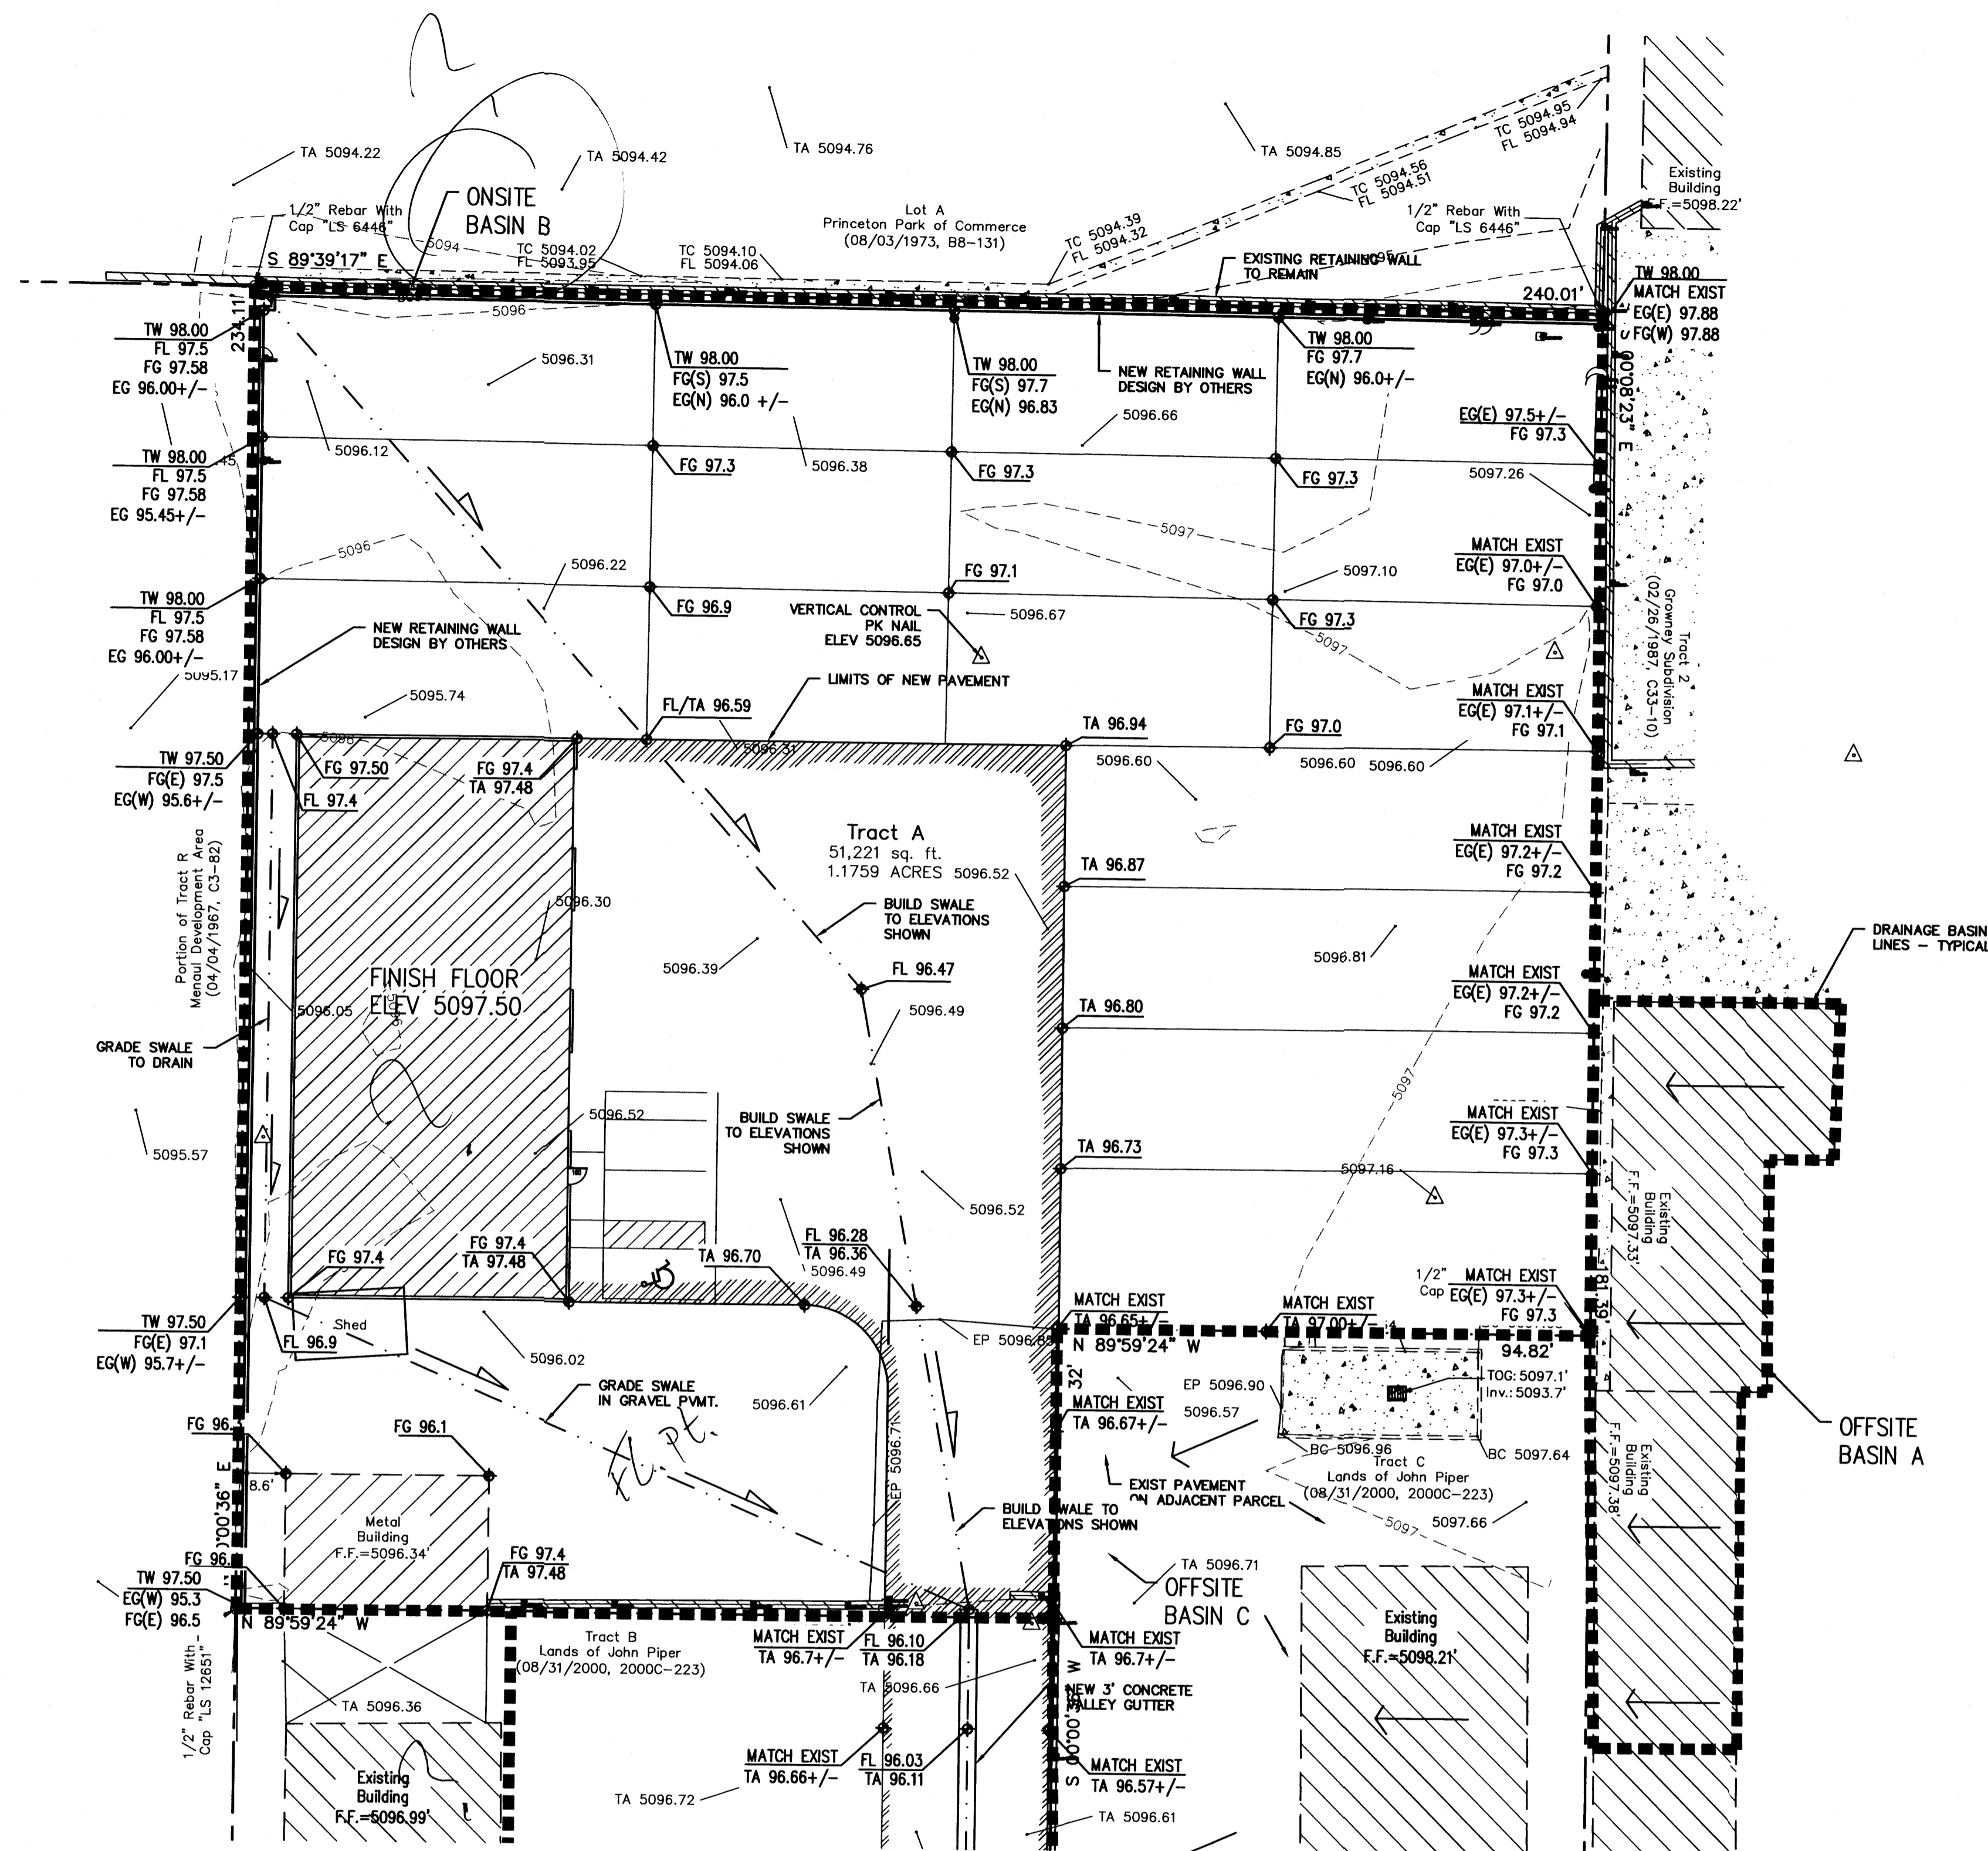 TA 5094.22
TA 5094.42
TA 5094.76
TA 5094.85
TC 5094.95
FL 5094.94
TC 5094.56
FL 5094.51
TC 5094.39
FL 5094.32
Existing
Building
F.F.=5098.22'
ONSITE
BASIN B
1/2" Rebar With
Cap "LS 6446"
5094
TC 5094.02
FL 5093.95
TC 5094.10
FL 5094.06
Lot A
Princeton Park of Commerce
(08/03/1973, B8-131)
1/2" Rebar With
Cap "LS 6446"
S 89°39'17" E
EXISTING RETAINING WALL
TO REMAIN
240.01'
TW 98.00
MATCH EXIST
EG(E) 97.88
FG(W) 97.88
234.11'
5096
TW 98.00
FL 97.5
FG 97.58
EG 96.00+/-
5096.31
TW 98.00
FG(S) 97.5
EG(N) 96.0 +/-
TW 98.00
FG(S) 97.7
EG(N) 96.83
NEW RETAINING WALL
DESIGN BY OTHERS
TW 98.00
FG 97.7
EG(N) 96.0+/-
5096.66
EG(E) 97.5+/-
FG 97.3
00°08'23" E
TW 98.00
FL 97.5
FG 97.58
EG 95.45+/-
5096.12
FG 97.3
5096.38
FG 97.3
FG 97.3
5097.26
5096
5097
MATCH EXIST
EG(E) 97.0+/-
FG 97.0
5096.22
FG 97.1
5097.10
TW 98.00
FL 97.5
FG 97.58
EG 96.00+/-
FG 96.9
VERTICAL CONTROL
PK NAIL
ELEV 5096.65
5096.67
FG 97.3
5097
Tract 2
Growney Subdivision
(02/26/1987, C33-10)
NEW RETAINING WALL
DESIGN BY OTHERS
5095.17
5095.74
LIMITS OF NEW PAVEMENT
MATCH EXIST
EG(E) 97.1+/-
FG 97.1
FL/TA 96.59
5096.31
TA 96.94
FG 97.0
5096.60
5096.60
5096.60
TW 97.50
FG(E) 97.5
EG(W) 95.6+/-
FG 97.50
FL 97.4
FG 97.4
TA 97.48
Tract A
51,221 sq. ft.
1.1759 ACRES
5096.52
TA 96.87
MATCH EXIST
EG(E) 97.2+/-
FG 97.2
Portion of Tract R
Menaul Development Area
(04/04/1967, C3-82)
5096.30
BUILD SWALE
TO ELEVATIONS
SHOWN
5096.39
FL 96.47
5096.81
DRAINAGE BASIN
LINES - TYPICAL
MATCH EXIST
EG(E) 97.2+/-
FG 97.2
FINISH FLOOR
ELEV 5097.50
5096.05
5096.49
TA 96.80
GRADE SWALE
TO DRAIN
5096.52
BUILD SWALE
TO ELEVATIONS
SHOWN
5097
MATCH EXIST
EG(E) 97.3+/-
FG 97.3
5095.57
TA 96.73
5097.16
5096.52
Existing
Building
F.F.=5097.33'
FG 97.4
FG 97.4
TA 97.48
TA 96.70
FL 96.28
TA 96.36
5096.49
1/2"
Cap
MATCH EXIST
EG(E) 97.3+/-
FG 97.3
181.39'
MATCH EXIST
TA 96.65+/-
MATCH EXIST
TA 97.00+/-
TW 97.50
FG(E) 97.1
EG(W) 95.7+/-
Shed
FL 96.9
5096.02
N 89°59'24" W
94.82'
32'
GRADE SWALE
IN GRAVEL PVMT.
5096.61
EP 5096.90
TOG: 5097.1'
Inv.: 5093.7'
MATCH EXIST
TA 96.67+/-
5096.57
FG 96.1
Fl. Pt.
EP 5096.71
BC 5096.96
BC 5097.64
Tract C
Lands of John Piper
(08/31/2000, 2000C-223)
EXIST PAVEMENT
ON ADJACENT PARCEL
5097
5097.66
Existing
Building
F.F.=5097.38'
OFFSITE
BASIN A
8.6'
Metal
Building
F.F.=5096.34'
BUILD SWALE TO
ELEVATIONS SHOWN
FG 97.4
TA 97.48
TA 5096.71
OFFSITE
BASIN C
TW 97.50
EG(W) 95.3
FG(E) 96.5
N 89°59'24" W
Tract B
Lands of John Piper
(08/31/2000, 2000C-223)
MATCH EXIST
TA 96.7+/-
FL 96.10
TA 96.18
MATCH EXIST
TA 96.7+/-
Existing
Building
F.F.=5098.21'
1/2" Rebar With
Cap "LS 12651"
TA 5096.36
TA 5096.66
NEW 3' CONCRETE
VALLEY GUTTER
MATCH EXIST
TA 96.66+/-
FL 96.03
TA 96.11
MATCH EXIST
TA 96.57+/-
Existing
Building
F.F.=5096.99'
TA 5096.72
TA 5096.61